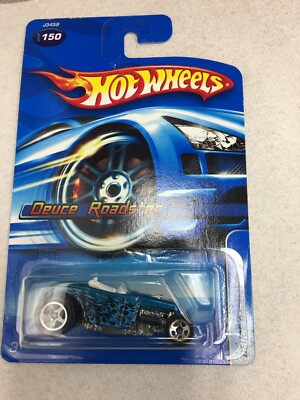 J3459
150
HOT WHEELS
Deuce Roadster